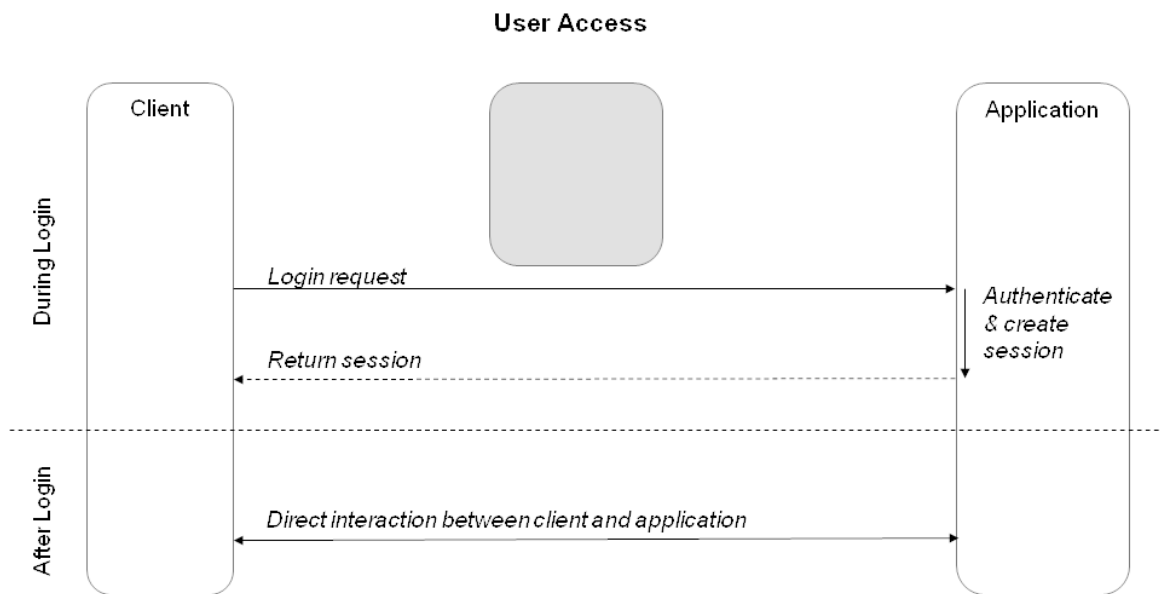 User Access
Client
Application
During Login
Login request
Authenticate
& create
session
Return session
After Login
Direct interaction between client and application